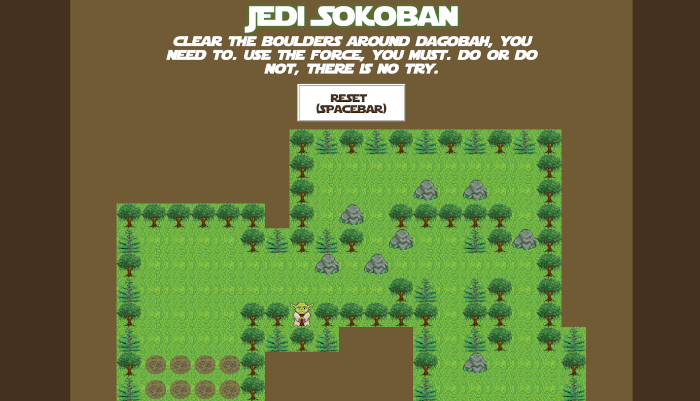 JEDI SOKOBAN
CLEAR THE BOULDERS AROUND DAGOBAH, YOU
NEED TO. USE THE FORCE, YOU MUST. DO OR DO
NOT, THERE IS NO TRY.
RESET
(SPACEBAR)